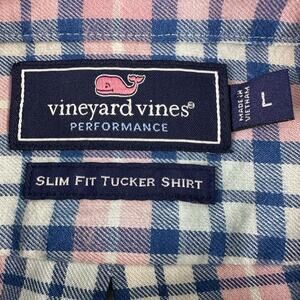 vineyard vines®
PERFORMANCE
MADE IN
VIETNAM
L
SLIM FIT TUCKER SHIRT